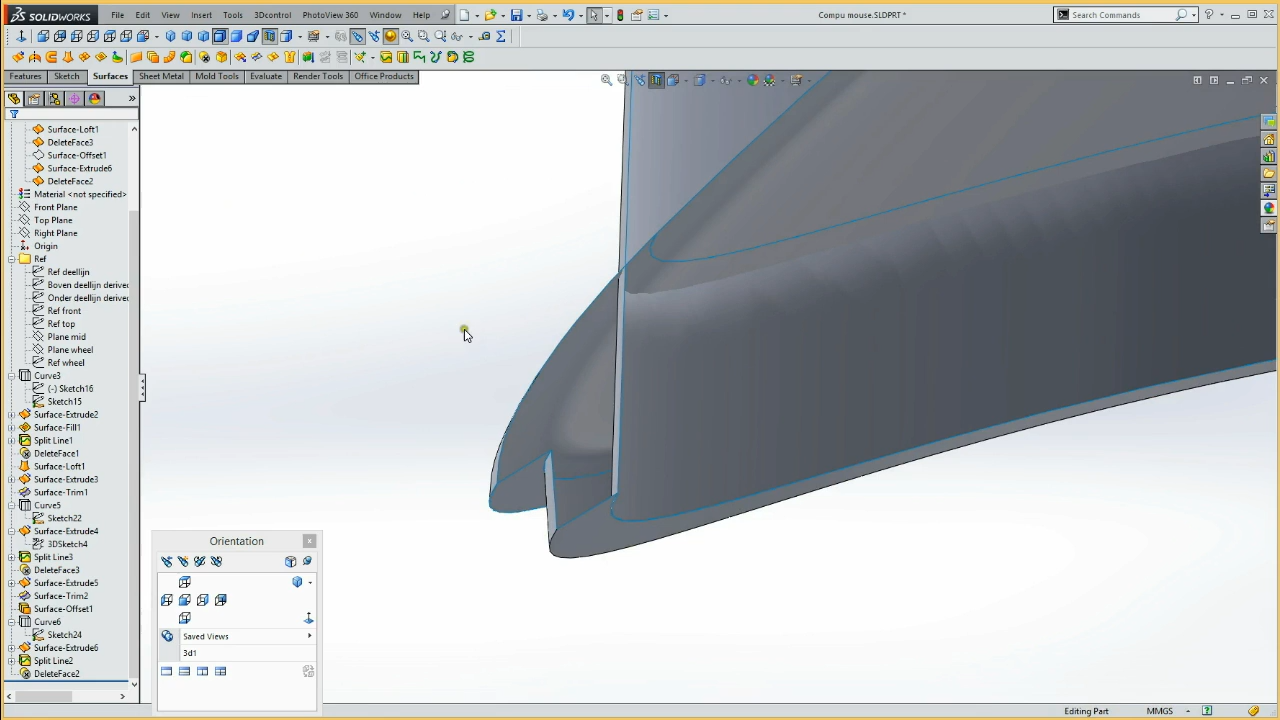 SOLIDWORKS File Edit View Insert Tools 3Dcontrol PhotoView 360 Window Help Compu mouse.SLDPRT * Search Commands
Features Sketch Surfaces Sheet Metal Mold Tools Evaluate Render Tools Office Products
Surface-Loft1
DeleteFace3
Surface-Offset1
Surface-Extrude6
DeleteFace2
Material <not specified>
Front Plane
Top Plane
Right Plane
Origin
Ref
Ref deellijn
Boven deellijn derived
Onder deellijn derived
Ref front
Ref top
Plane mid
Plane wheel
Ref wheel
Curve3
(-) Sketch16
Sketch15
Surface-Extrude2
Surface-Fill1
Split Line1
DeleteFace1
Surface-Loft1
Surface-Extrude3
Surface-Trim1
Curve5
Sketch22
Surface-Extrude4
3DSketch4
Split Line3
DeleteFace3
Surface-Extrude5
Surface-Trim2
Surface-Offset1
Curve6
Sketch24
Surface-Extrude6
Split Line2
DeleteFace2
Orientation
Saved Views
3d1
Editing Part MMGS